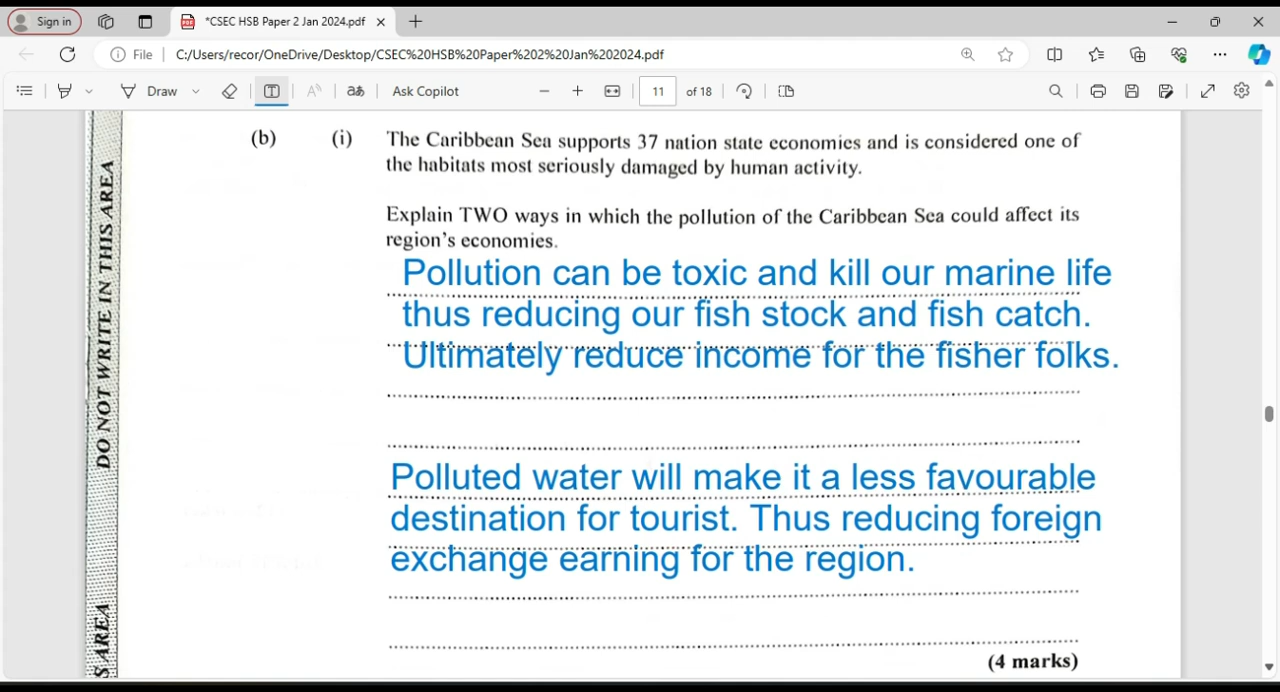 Sign in
*CSEC HSB Paper 2 Jan 2024.pdf
File
C:/Users/recor/OneDrive/Desktop/CSEC%20HSB%20Paper%202%20Jan%202024.pdf
Draw
Ask Copilot
11 of 18
(b) (i) The Caribbean Sea supports 37 nation state economies and is considered one of
the habitats most seriously damaged by human activity.
Explain TWO ways in which the pollution of the Caribbean Sea could affect its
region's economies.
Pollution can be toxic and kill our marine life
thus reducing our fish stock and fish catch.
Ultimately reduce income for the fisher folks.
Polluted water will make it a less favourable
destination for tourist. Thus reducing foreign
exchange earning for the region.
(4 marks)
DO NOT WRITE IN THIS AREA
S AREA